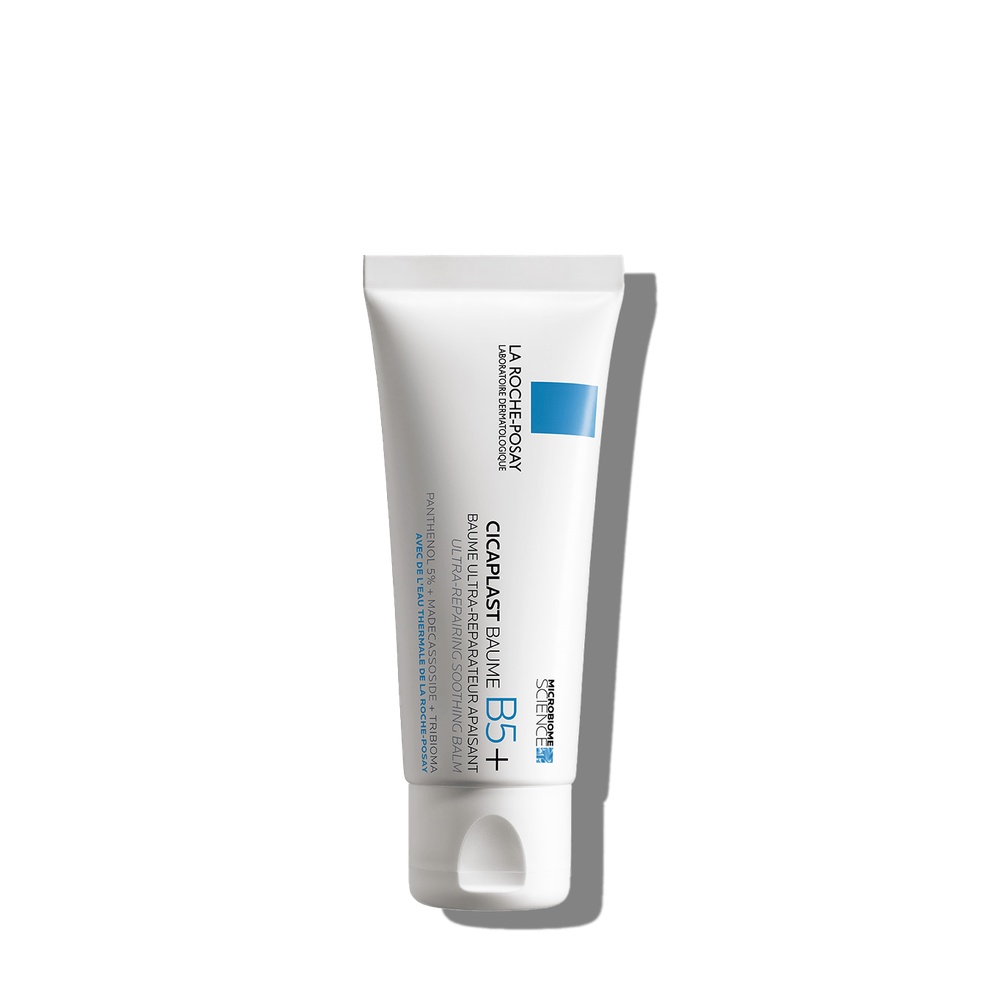 LA ROCHE-POSAY
LABORATOIRE DERMATOLOGIQUE
MICROBIOME
SCIENCE
CICAPLAST BAUME B5+
BAUME ULTRA-REPARATEUR APAISANT
ULTRA-REPAIRING SOOTHING BALM
PANTHENOL 5% + MADECASSOSIDE + TRIBIOMA
AVEC DE L'EAU THERMALE DE LA ROCHE-POSAY